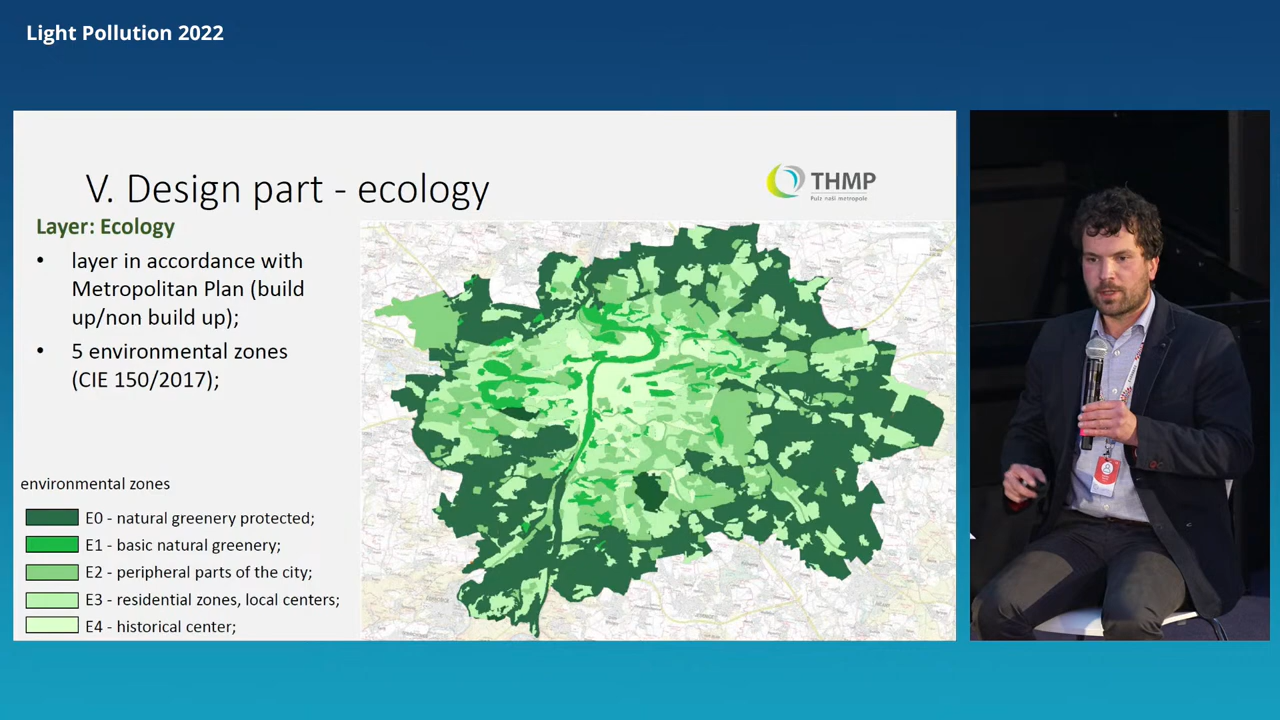 Light Pollution 2022
V. Design part - ecology
THMP
Pulz naší metropole
Layer: Ecology
• layer in accordance with
Metropolitan Plan (build
up/non build up);
• 5 environmental zones
(CIE 150/2017);
environmental zones
E0 - natural greenery protected;
E1 - basic natural greenery;
E2 - peripheral parts of the city;
E3 - residential zones, local centers;
E4 - historical center;